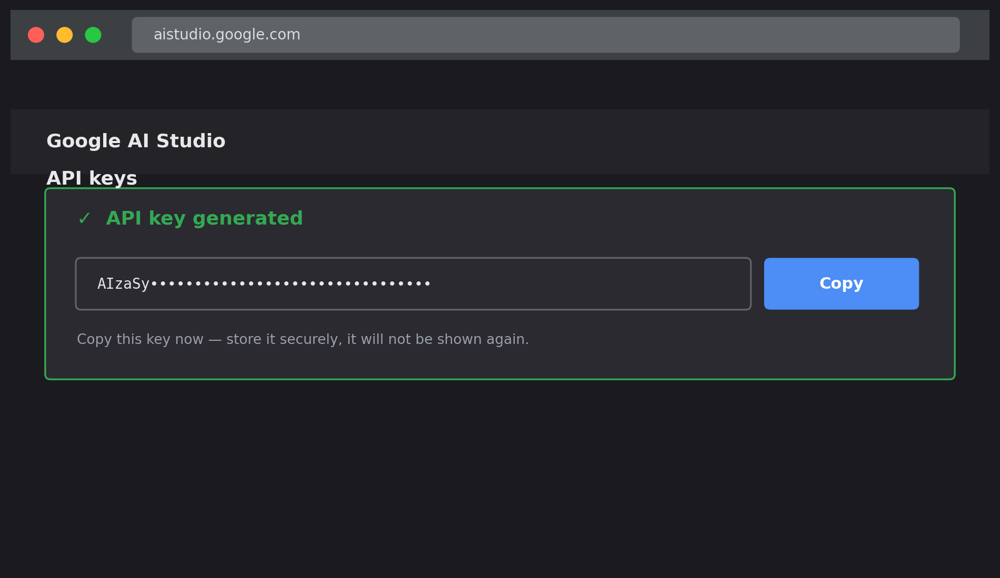 aistudio.google.com
Google AI Studio
API keys
✓ API key generated
AIzaSy••••••••••••••••••••••••••••••••
Copy
Copy this key now — store it securely, it will not be shown again.